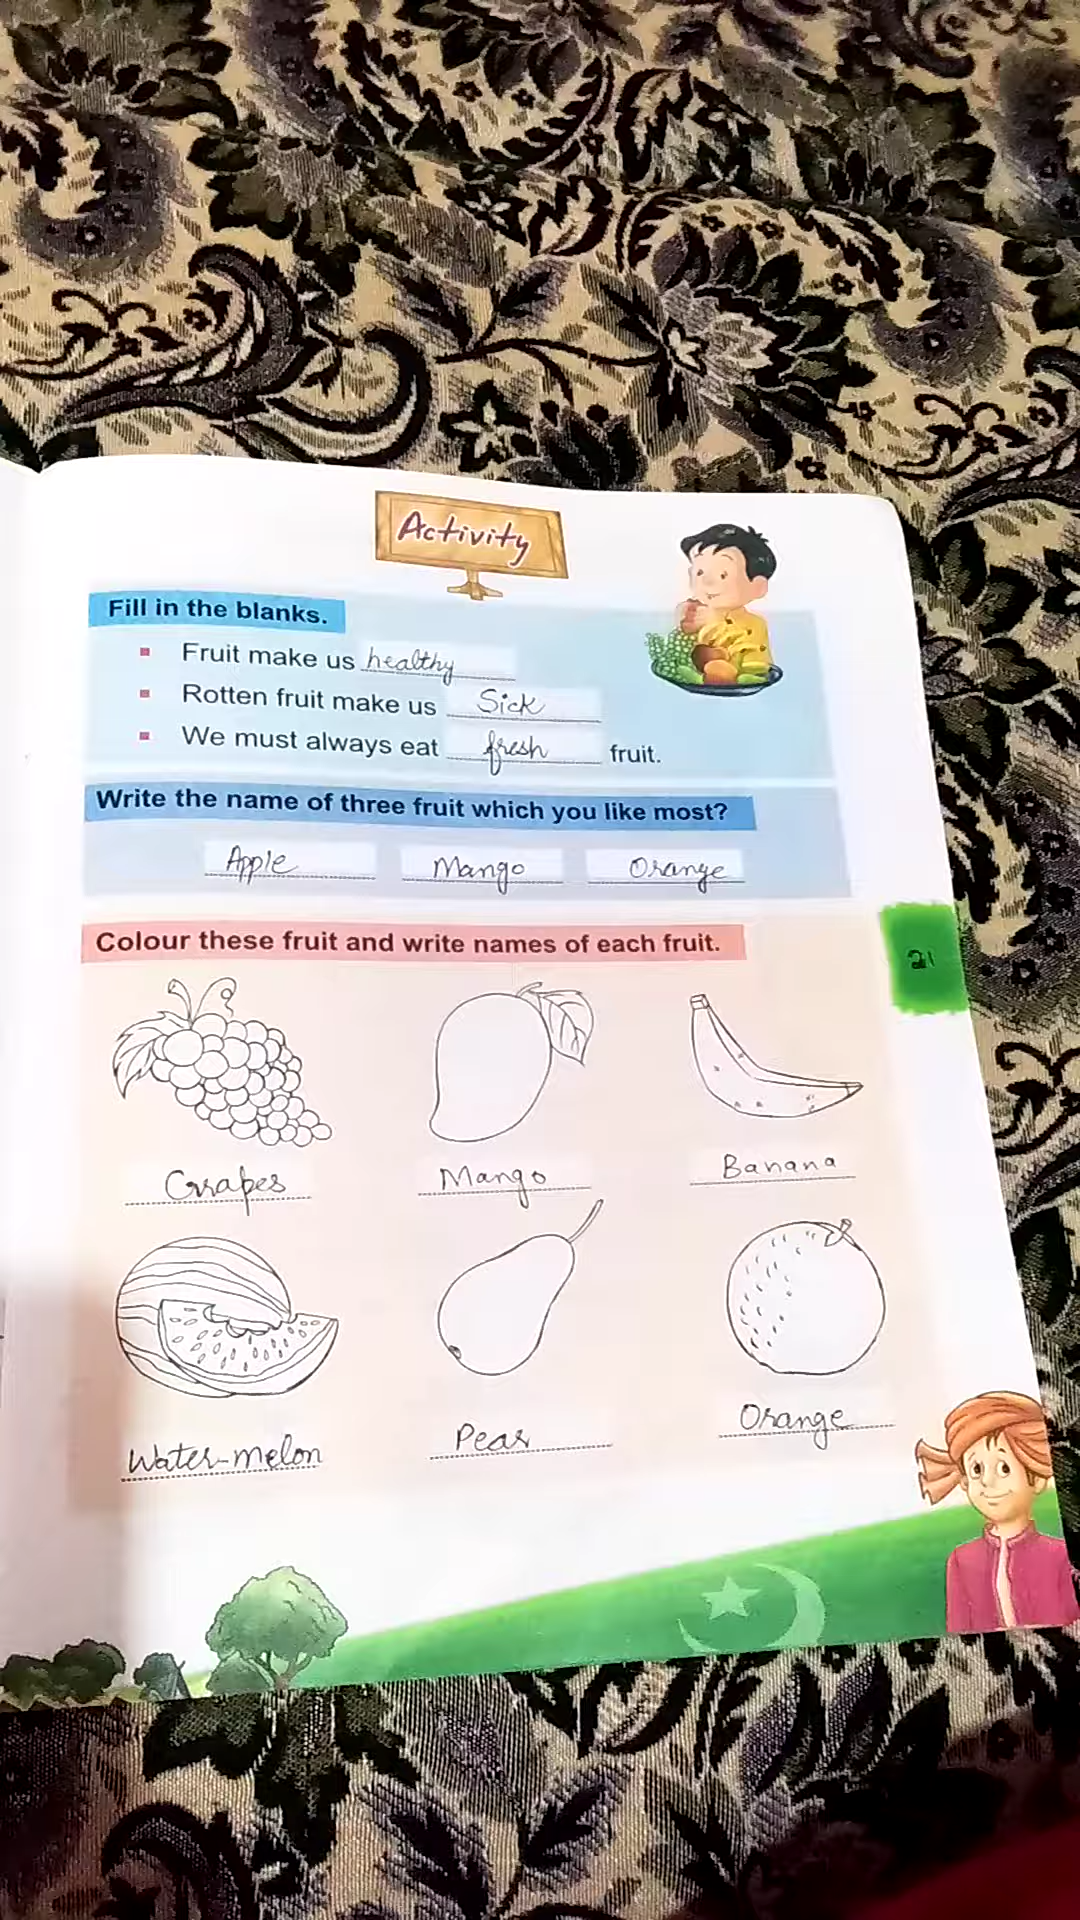 Activity
Fill in the blanks.
Fruit make us healthy
Rotten fruit make us Sick
We must always eat fresh fruit.
Write the name of three fruit which you like most?
Apple Mango Orange
Colour these fruit and write names of each fruit.
21
Grapes Mango Banana
Water-melon Pear Orange